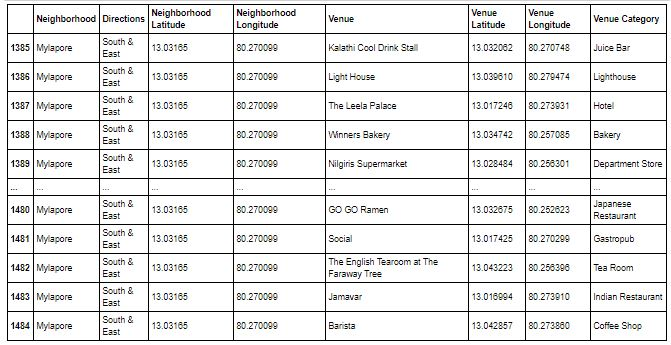 Neighborhood Directions Neighborhood Latitude Neighborhood Longitude Venue Venue Latitude Venue Longitude Venue Category
1385 Mylapore South & East 13.03165 80.270099 Kalathi Cool Drink Stall 13.032062 80.270748 Juice Bar
1386 Mylapore South & East 13.03165 80.270099 Light House 13.039610 80.279474 Lighthouse
1387 Mylapore South & East 13.03165 80.270099 The Leela Palace 13.017246 80.273931 Hotel
1388 Mylapore South & East 13.03165 80.270099 Winners Bakery 13.034742 80.257085 Bakery
1389 Mylapore South & East 13.03165 80.270099 Nilgiris Supermarket 13.028484 80.256301 Department Store
... ... ... ... ... ... ... ... ...
1480 Mylapore South & East 13.03165 80.270099 GO GO Ramen 13.032675 80.252623 Japanese Restaurant
1481 Mylapore South & East 13.03165 80.270099 Social 13.017425 80.270299 Gastropub
1482 Mylapore South & East 13.03165 80.270099 The English Tearoom at The Faraway Tree 13.043223 80.256396 Tea Room
1483 Mylapore South & East 13.03165 80.270099 Jamavar 13.016994 80.273910 Indian Restaurant
1484 Mylapore South & East 13.03165 80.270099 Barista 13.042857 80.273860 Coffee Shop